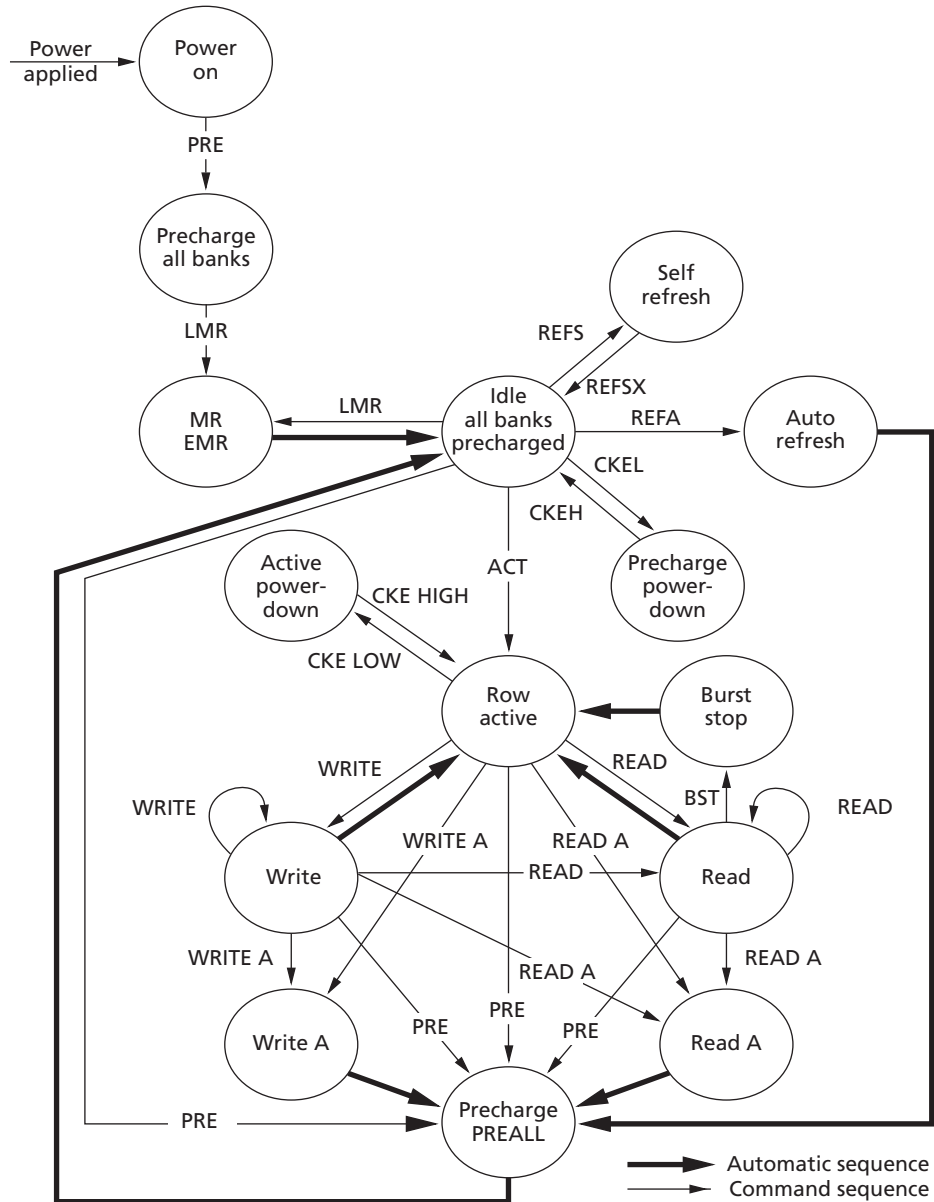 Power
applied
Power
on
PRE
Precharge
all banks
LMR
Self
refresh
REFS
REFSX
MR
EMR
LMR
Idle
all banks
precharged
REFA
Auto
refresh
CKEL
CKEH
Active
power-
down
CKE HIGH
CKE LOW
ACT
Precharge
power-
down
Row
active
Burst
stop
WRITE
READ
BST
WRITE
READ
WRITE A
READ A
Write
READ
Read
WRITE A
READ A
READ A
Write A
PRE
PRE
PRE
Read A
PRE
Precharge
PREALL
Automatic sequence
Command sequence